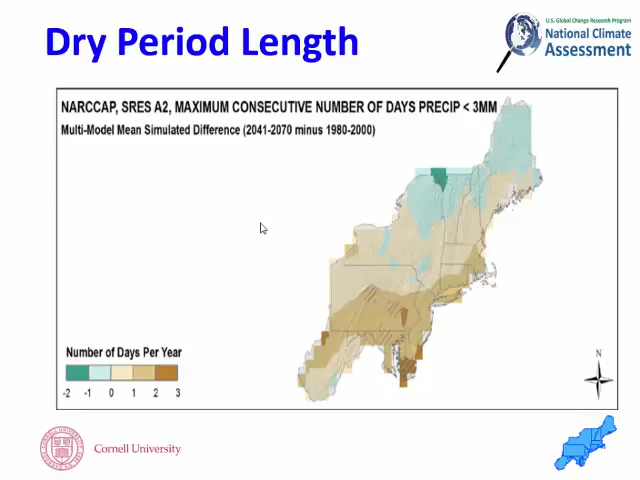 Dry Period Length
U.S. Global Change Research Program
National Climate
Assessment
NARCCAP, SRES A2, MAXIMUM CONSECUTIVE NUMBER OF DAYS PRECIP < 3MM
Multi-Model Mean Simulated Difference (2041-2070 minus 1980-2000)
Number of Days Per Year
-2 -1 0 1 2 3
N
Cornell University